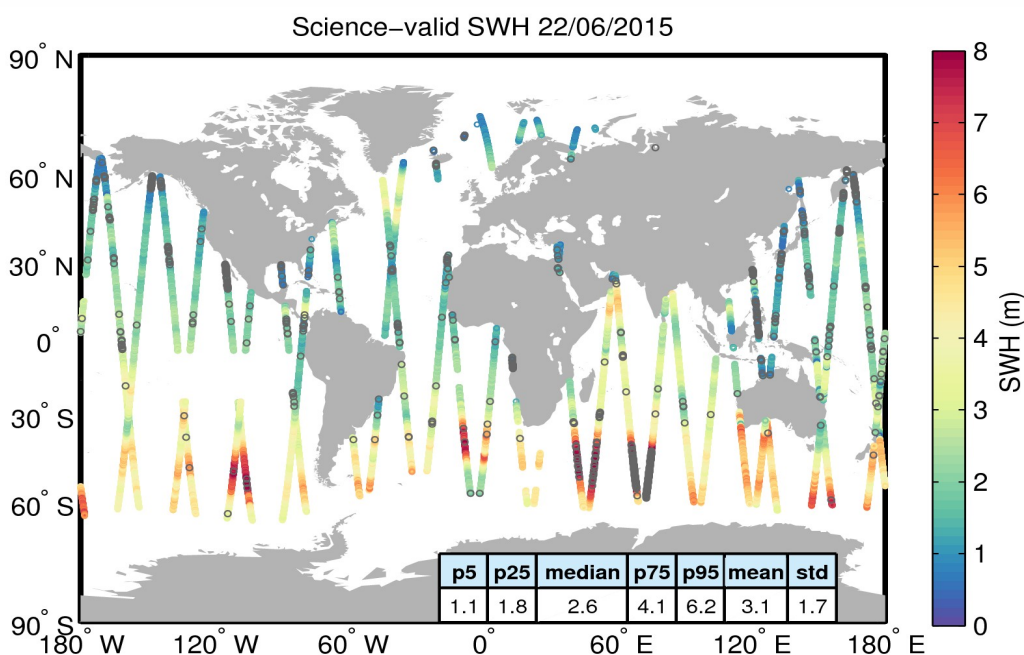 Science−valid SWH 22/06/2015
90° N
60° N
30° N
0°
30° S
60° S
90° S
180° W
120° W
60° W
0°
60° E
120° E
180° E
p5 p25 median p75 p95 mean std
1.1 1.8 2.6 4.1 6.2 3.1 1.7
8
7
6
5
4
3
2
1
0
SWH (m)